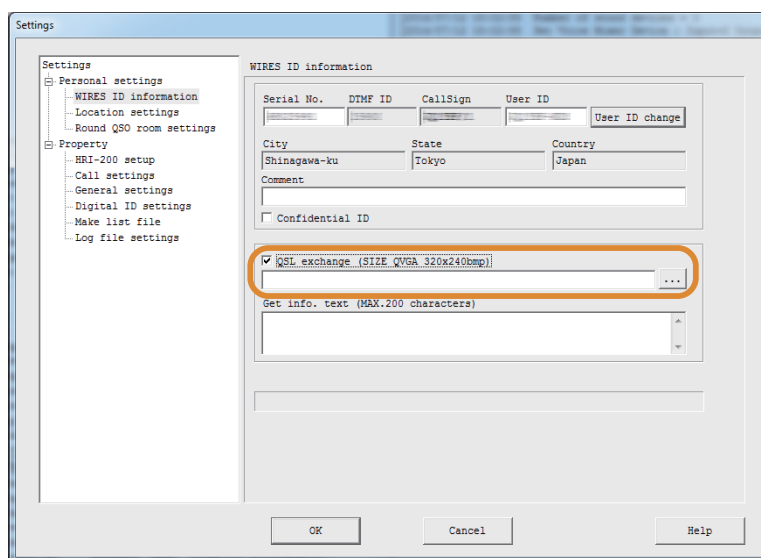 Settings
Settings
Personal settings
WIRES ID information
Location settings
Round QSO room settings
Property
HRI-200 setup
Call settings
General settings
Digital ID settings
Make list file
Log file settings
WIRES ID information
Serial No. DTMF ID CallSign User ID
User ID change
City State Country
Shinagawa-ku Tokyo Japan
Comment
Confidential ID
QSL exchange (SIZE QVGA 320x240bmp)
...
Get info. text (MAX.200 characters)
OK Cancel Help